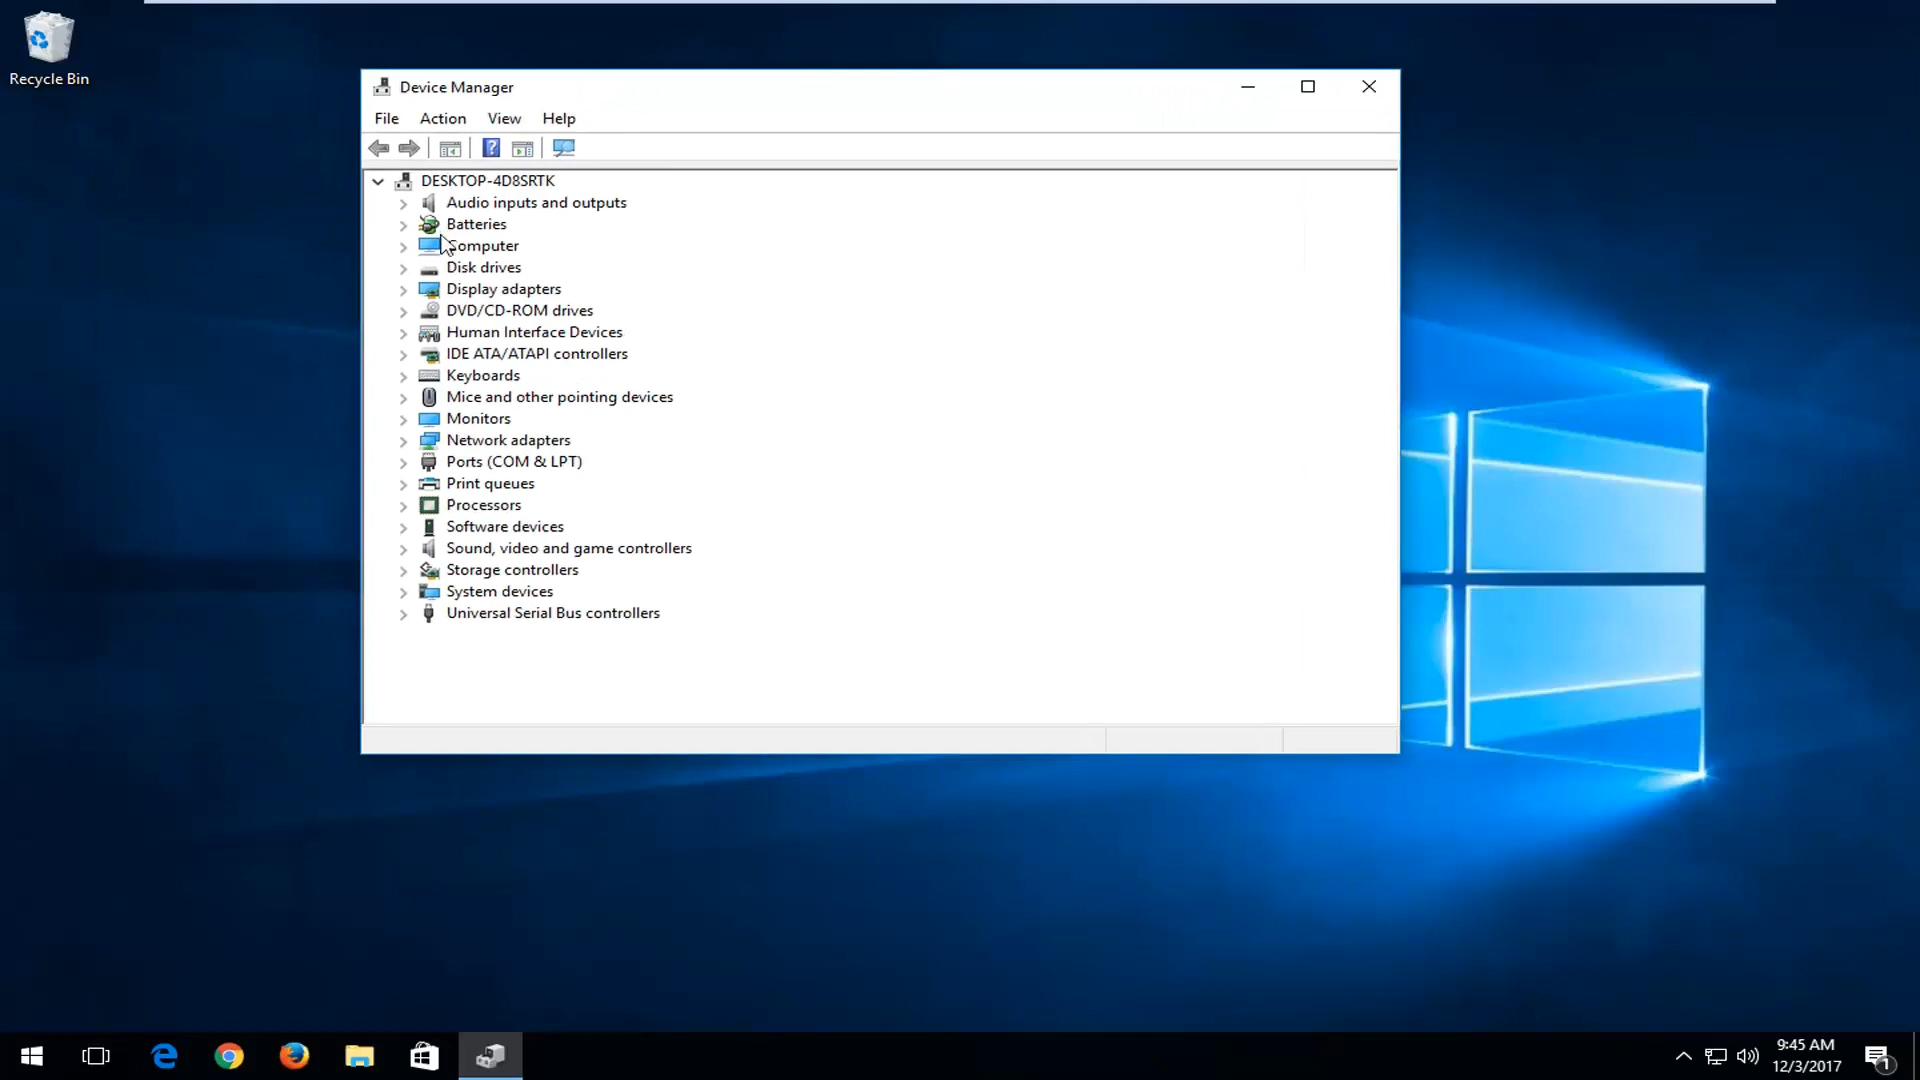 Recycle Bin
Device Manager
File Action View Help
?
DESKTOP-4D8SRTK
Audio inputs and outputs
Batteries
Computer
Disk drives
Display adapters
DVD/CD-ROM drives
Human Interface Devices
IDE ATA/ATAPI controllers
Keyboards
Mice and other pointing devices
Monitors
Network adapters
Ports (COM & LPT)
Print queues
Processors
Software devices
Sound, video and game controllers
Storage controllers
System devices
Universal Serial Bus controllers
9:45 AM
12/3/2017
1